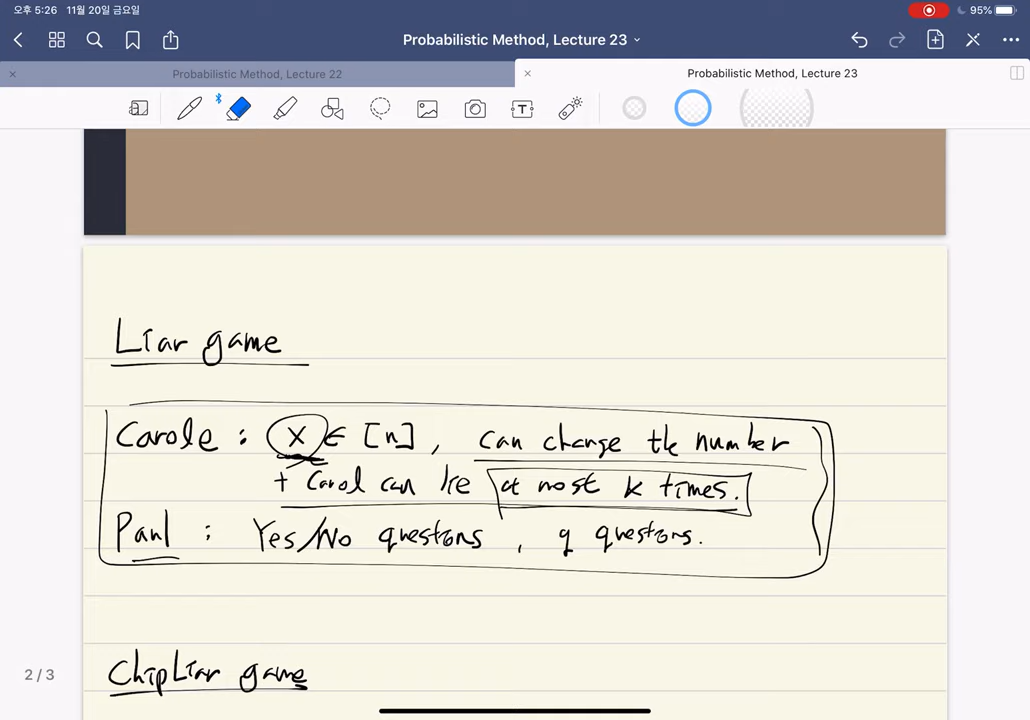 오후 5:26 11월 20일 금요일
95%
Probabilistic Method, Lecture 23
Probabilistic Method, Lecture 22
Probabilistic Method, Lecture 23
Liar game
Carole : X ∈ [n], can change the number
+ Carol can lie at most k times.
Paul : Yes/No questions, q questions.
2 / 3
ChipLiar game